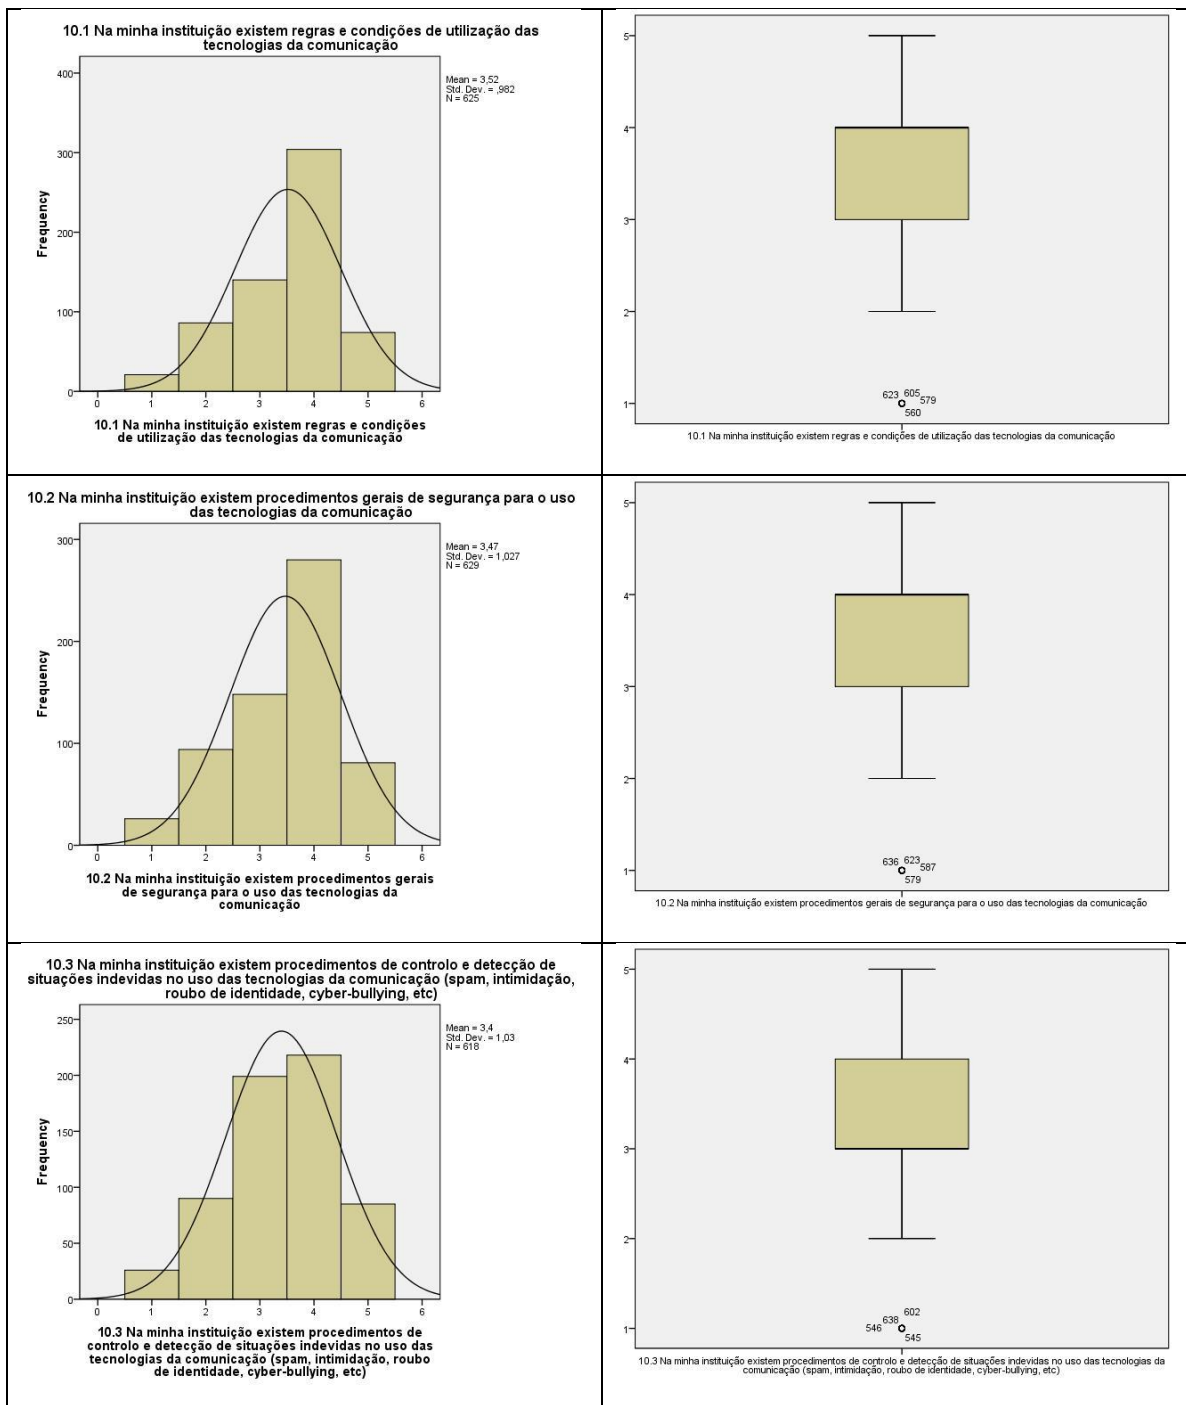 10.1 Na minha instituição existem regras e condições de utilização das
tecnologias da comunicação
Mean = 3,52
Std. Dev. = ,982
N = 625
Frequency
400
300
200
100
0
0 1 2 3 4 5 6
10.1 Na minha instituição existem regras e condições
de utilização das tecnologias da comunicação
5
4
3
2
1
623 605 579
560
10.1 Na minha instituição existem regras e condições de utilização das tecnologias da comunicação
10.2 Na minha instituição existem procedimentos gerais de segurança para o uso
das tecnologias da comunicação
Mean = 3,47
Std. Dev. = 1,027
N = 629
Frequency
300
200
100
0
0 1 2 3 4 5 6
10.2 Na minha instituição existem procedimentos gerais
de segurança para o uso das tecnologias da
comunicação
5
4
3
2
1
636 623 587
579
10.2 Na minha instituição existem procedimentos gerais de segurança para o uso das tecnologias da comunicação
10.3 Na minha instituição existem procedimentos de controlo e detecção de
situações indevidas no uso das tecnologias da comunicação (spam, intimidação,
roubo de identidade, cyber-bullying, etc)
Mean = 3,4
Std. Dev. = 1,03
N = 618
Frequency
250
200
150
100
50
0
0 1 2 3 4 5 6
10.3 Na minha instituição existem procedimentos de
controlo e detecção de situações indevidas no uso das
tecnologias da comunicação (spam, intimidação, roubo
de identidade, cyber-bullying, etc)
5
4
3
2
1
602
638
546
545
10.3 Na minha instituição existem procedimentos de controlo e detecção de situações indevidas no uso das tecnologias da
comunicação (spam, intimidação, roubo de identidade, cyber-bullying, etc)